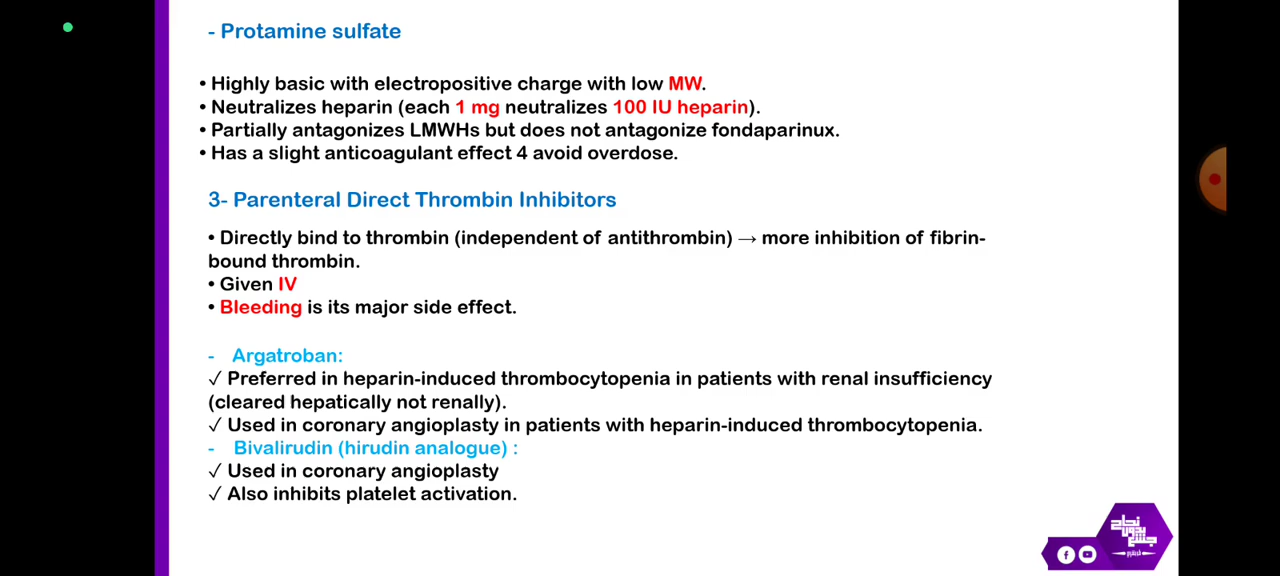 - Protamine sulfate
• Highly basic with electropositive charge with low MW.
• Neutralizes heparin (each 1 mg neutralizes 100 IU heparin).
• Partially antagonizes LMWHs but does not antagonize fondaparinux.
• Has a slight anticoagulant effect 4 avoid overdose.
3- Parenteral Direct Thrombin Inhibitors
• Directly bind to thrombin (independent of antithrombin) → more inhibition of fibrin-
bound thrombin.
• Given IV
• Bleeding is its major side effect.
- Argatroban:
✓ Preferred in heparin-induced thrombocytopenia in patients with renal insufficiency
(cleared hepatically not renally).
✓ Used in coronary angioplasty in patients with heparin-induced thrombocytopenia.
- Bivalirudin (hirudin analogue) :
✓ Used in coronary angioplasty
✓ Also inhibits platelet activation.
نجاح
بدون